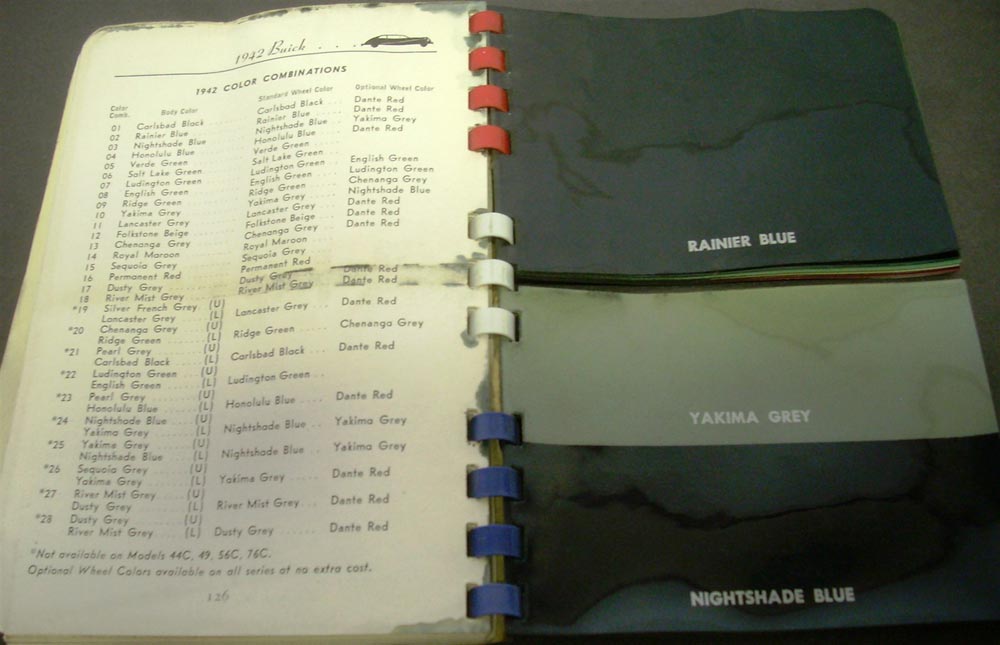 1942 Buick . . .
1942 COLOR COMBINATIONS
Color Comb. Body Color Standard Wheel Color Optional Wheel Color
01 Carlsbad Black Carlsbad Black Dante Red
02 Rainier Blue Rainier Blue Dante Red
03 Nightshade Blue Nightshade Blue Yakima Grey
04 Honolulu Blue Honolulu Blue Dante Red
05 Verde Green Verde Green
06 Salt Lake Green Salt Lake Green
07 Ludington Green Ludington Green English Green
08 English Green English Green Ludington Green
09 Ridge Green Ridge Green Chenanga Grey
10 Yakima Grey Yakima Grey Nightshade Blue
11 Lancaster Grey Lancaster Grey Dante Red
12 Folkstone Beige Folkstone Beige Dante Red
13 Chenanga Grey Chenanga Grey Dante Red
14 Royal Maroon Royal Maroon
15 Sequoia Grey Sequoia Grey
16 Permanent Red Permanent Red
17 Dusty Grey Dusty Grey Dante Red
18 River Mist Grey River Mist Grey Dante Red
*19 Silver French Grey (U)
Lancaster Grey (L) Lancaster Grey Dante Red
*20 Chenanga Grey (U)
Ridge Green (L) Ridge Green Chenanga Grey
*21 Pearl Grey (U)
Carlsbad Black (L) Carlsbad Black Dante Red
*22 Ludington Green (U)
English Green (L) Ludington Green
*23 Pearl Grey (U)
Honolulu Blue (L) Honolulu Blue Dante Red
*24 Nightshade Blue (U)
Yakima Grey (L) Nightshade Blue Yakima Grey
*25 Yakima Grey (U)
Nightshade Blue (L) Nightshade Blue Yakima Grey
*26 Sequoia Grey (U)
Yakima Grey (L) Yakima Grey Dante Red
*27 River Mist Grey (U)
Dusty Grey (L) River Mist Grey Dante Red
*28 Dusty Grey (U)
River Mist Grey (L) Dusty Grey Dante Red
*Not available on Models 44C, 49, 56C, 76C.
Optional Wheel Colors available on all series at no extra cost.
126
RAINIER BLUE
YAKIMA GREY
NIGHTSHADE BLUE